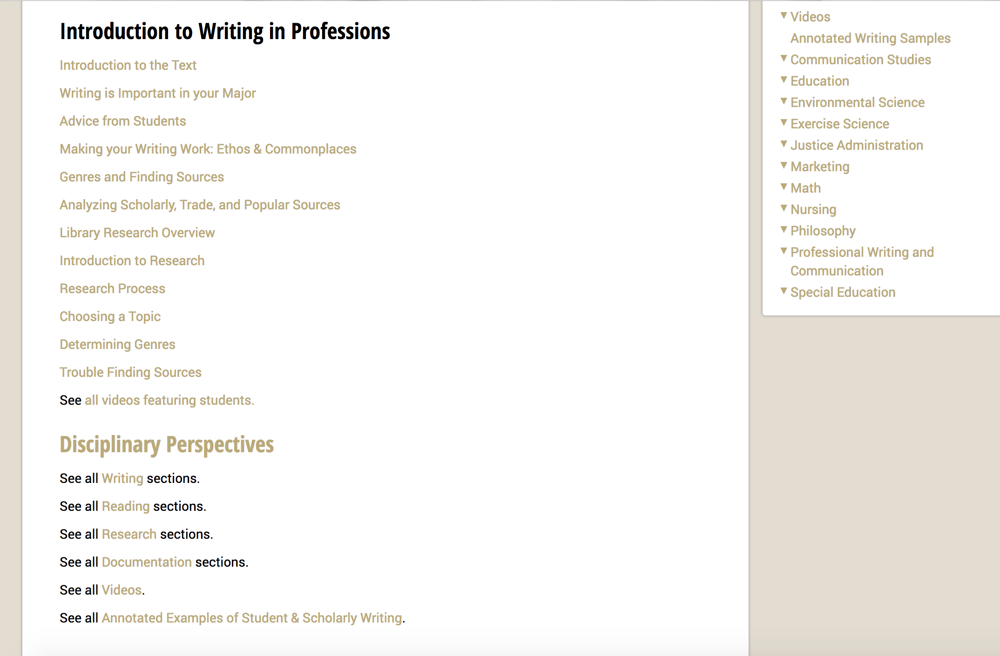 Introduction to Writing in Professions
Introduction to the Text
Writing is Important in your Major
Advice from Students
Making your Writing Work: Ethos & Commonplaces
Genres and Finding Sources
Analyzing Scholarly, Trade, and Popular Sources
Library Research Overview
Introduction to Research
Research Process
Choosing a Topic
Determining Genres
Trouble Finding Sources
See all videos featuring students.
Disciplinary Perspectives
See all Writing sections.
See all Reading sections.
See all Research sections.
See all Documentation sections.
See all Videos.
See all Annotated Examples of Student & Scholarly Writing.
Videos
Annotated Writing Samples
Communication Studies
Education
Environmental Science
Exercise Science
Justice Administration
Marketing
Math
Nursing
Philosophy
Professional Writing and
Communication
Special Education